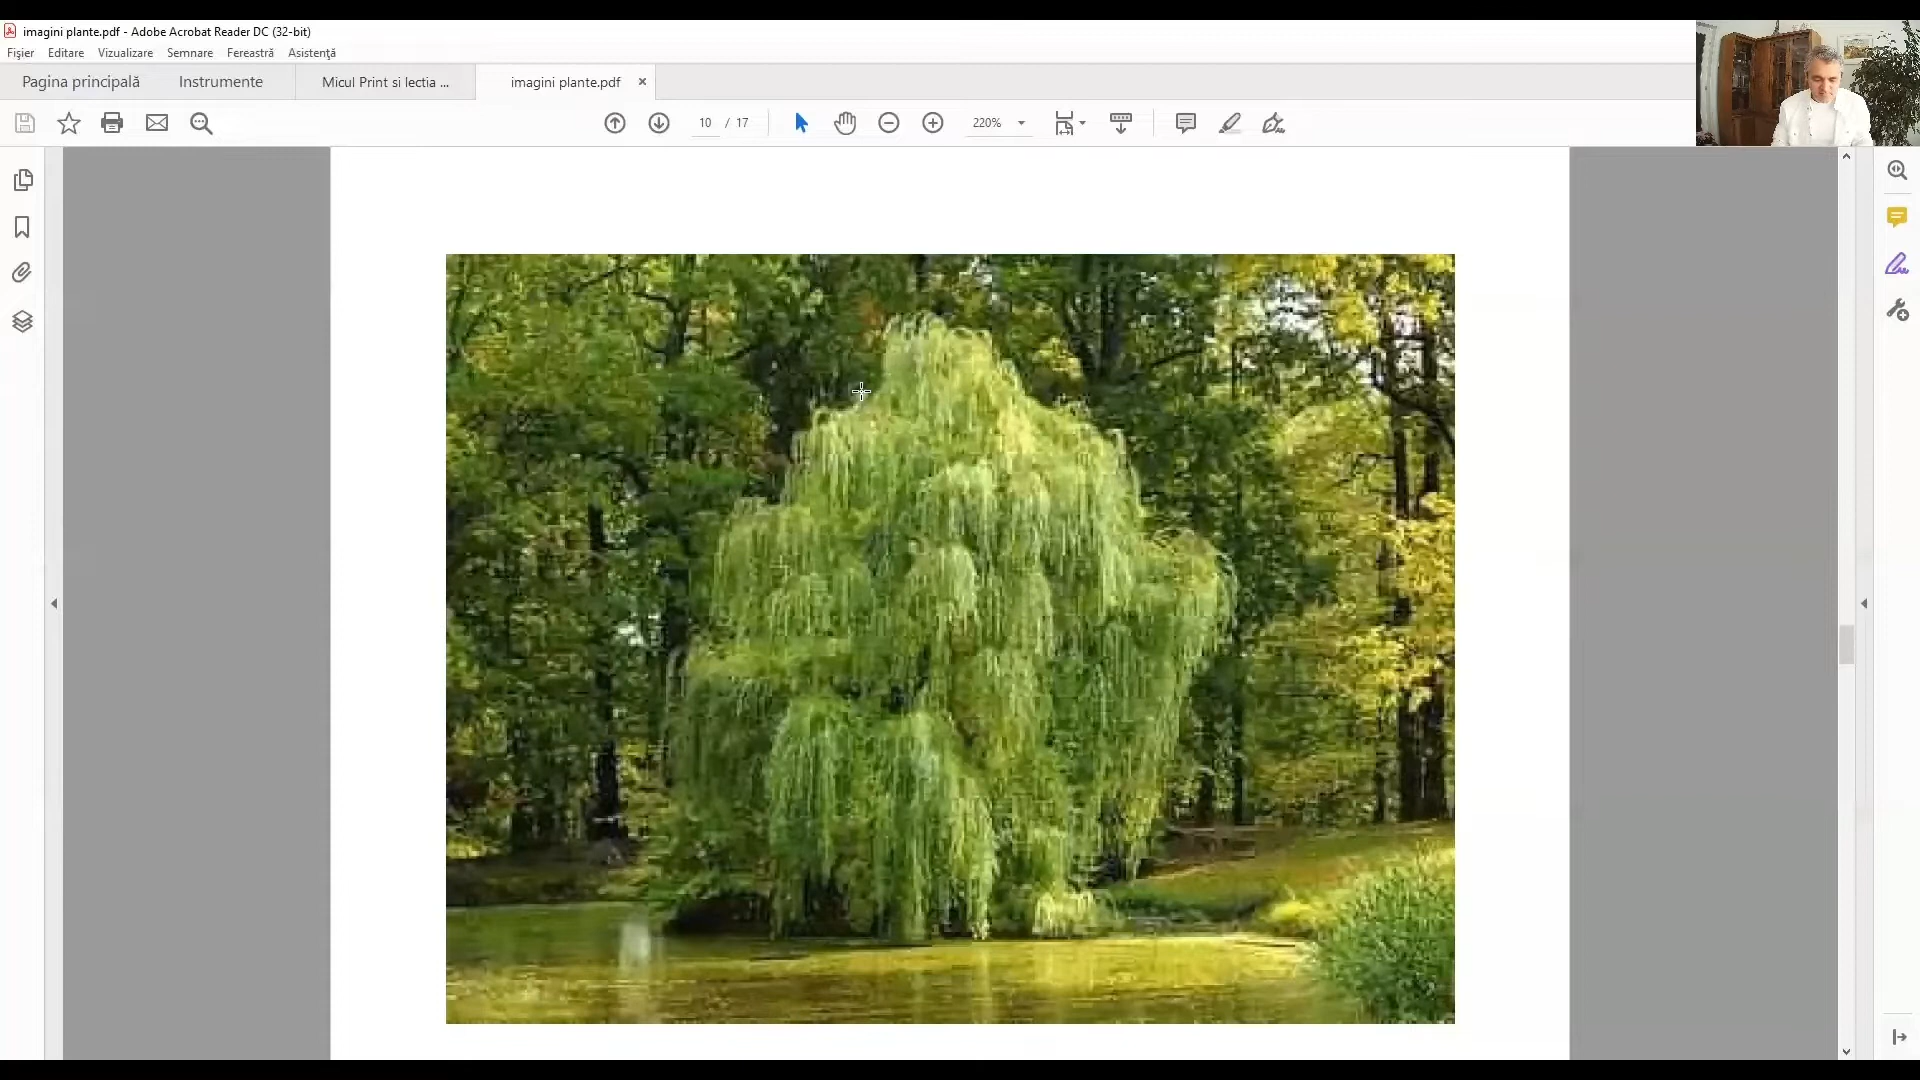 imagini plante.pdf - Adobe Acrobat Reader DC (32-bit)
Fișier Editare Vizualizare Semnare Fereastră Asistență
Pagina principală Instrumente Micul Print si lectia ... imagini plante.pdf ×
10 / 17 220%